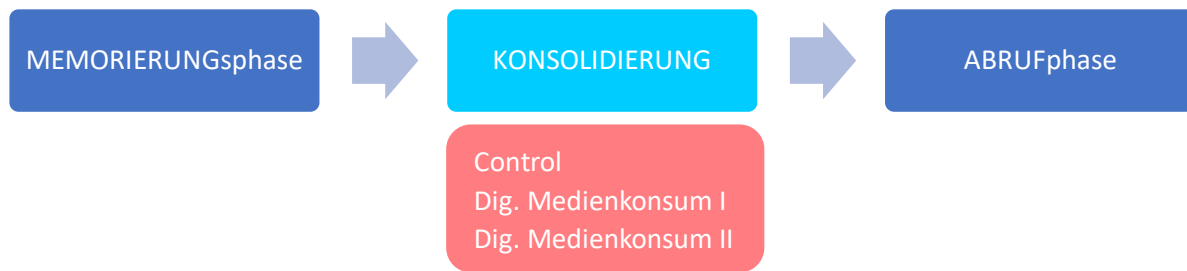 MEMORIERUNGsphase
KONSOLIDIERUNG
ABRUFphase
Control
Dig. Medienkonsum I
Dig. Medienkonsum II